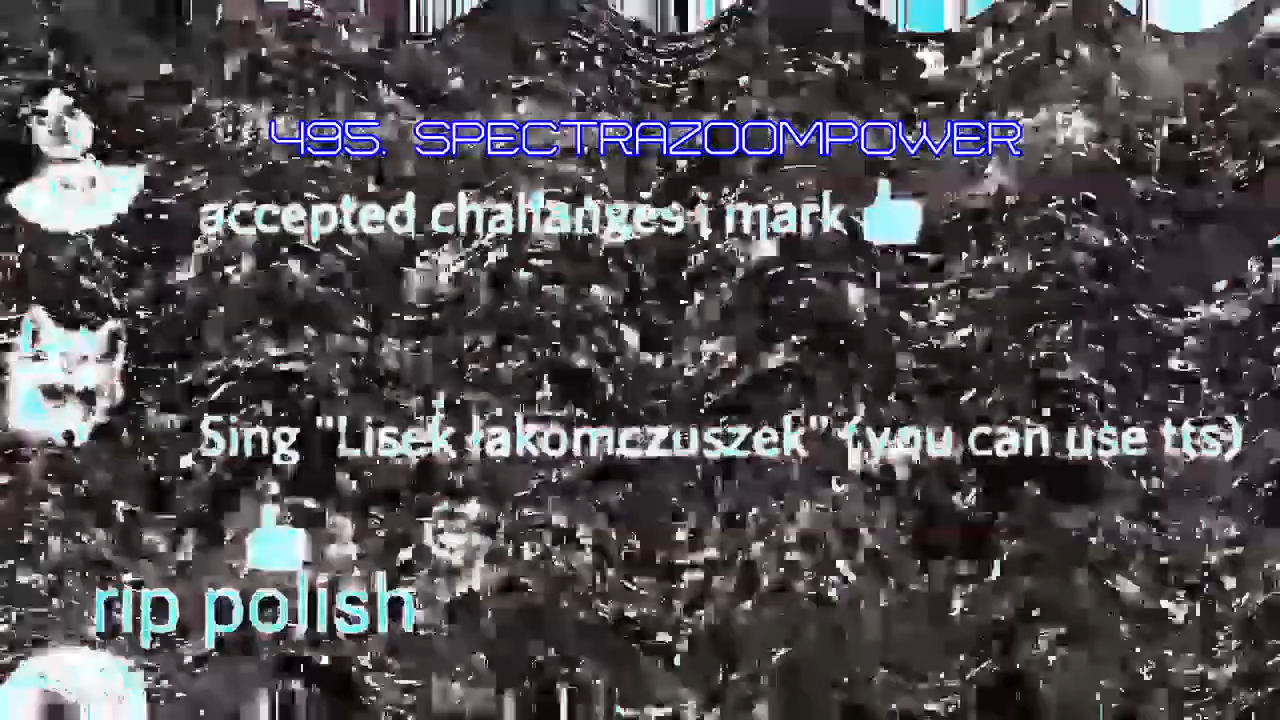 495. SPECTRAZOOMPOWER
accepted challanges i mark 👍
Sing "Lisek łakomczuszek" (you can use tts)
👍
rip polish